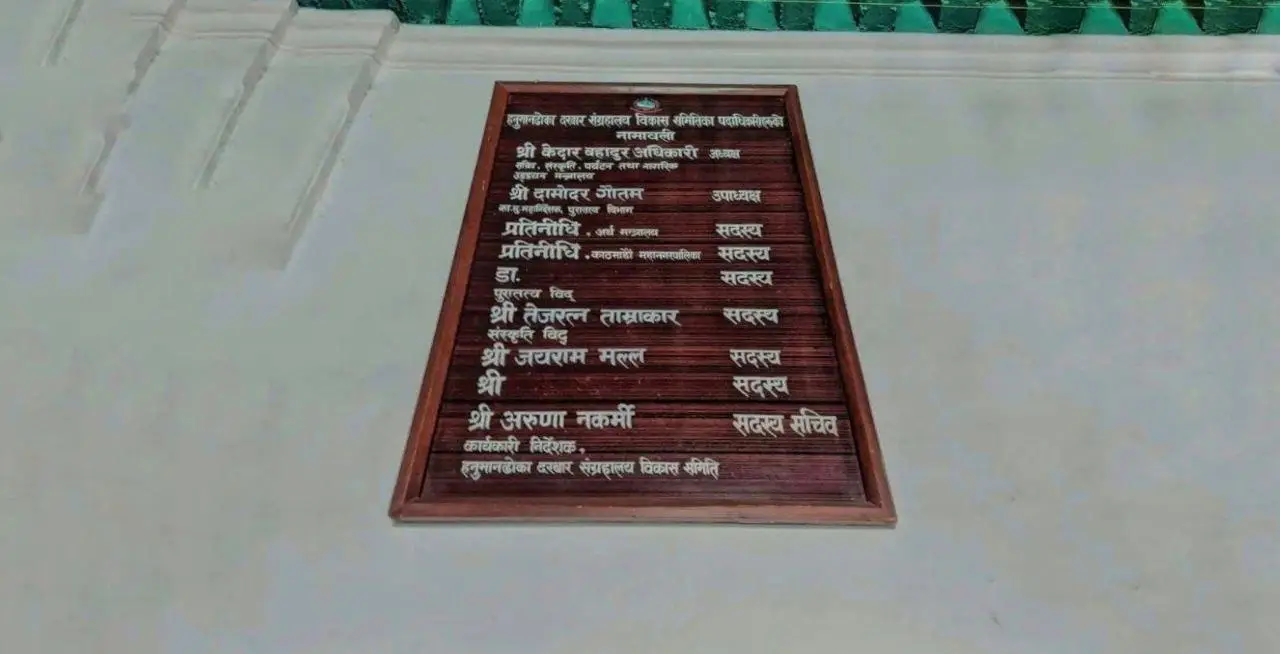 हनुमानढोका दरबार संग्रहालय विकास समितिका पदाधिकारीहरूको
नामावली
श्री केदार बहादुर अधिकारी अध्यक्ष
सचिव, संस्कृति, पर्यटन तथा नागरिक
उड्डयन मन्त्रालय
श्री दामोदर गौतम उपाध्यक्ष
का.मु.महानिर्देशक, पुरातत्व विभाग
प्रतिनीधि, अर्थ मन्त्रालय सदस्य
प्रतिनीधि, काठमाडौं महानगरपालिका सदस्य
डा. सदस्य
पुरातत्व विद्
श्री तेजरत्न ताम्राकार सदस्य
संस्कृति विद्
श्री जयराम मल्ल सदस्य
श्री सदस्य
श्री अरुणा नकर्मी सदस्य सचिव
कार्यकारी निर्देशक,
हनुमानढोका दरबार संग्रहालय विकास समिति